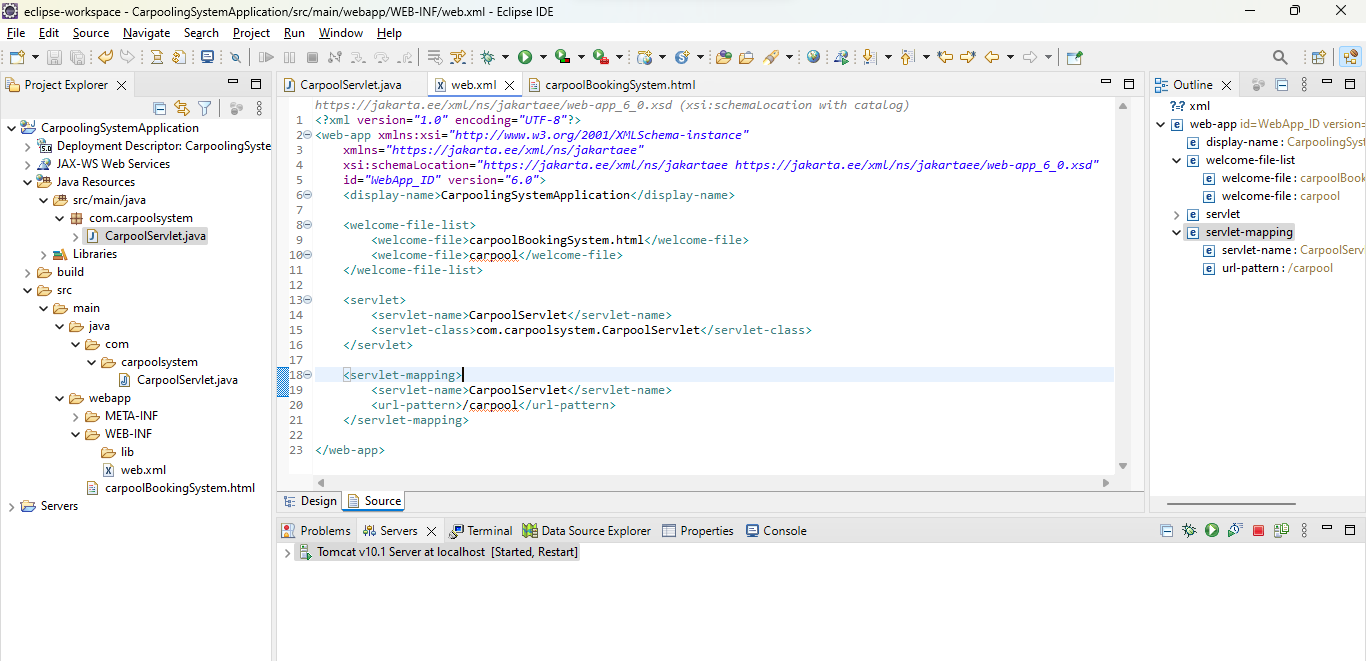 eclipse-workspace - CarpoolingSystemApplication/src/main/webapp/WEB-INF/web.xml - Eclipse IDE
File Edit Source Navigate Search Project Run Window Help
Project Explorer
CarpoolingSystemApplication
Deployment Descriptor: CarpoolingSyste
JAX-WS Web Services
Java Resources
src/main/java
com.carpoolsystem
CarpoolServlet.java
Libraries
build
src
main
java
com
carpoolsystem
CarpoolServlet.java
webapp
META-INF
WEB-INF
lib
web.xml
carpoolBookingSystem.html
Servers
CarpoolServlet.java web.xml carpoolBookingSystem.html
https://jakarta.ee/xml/ns/jakartaee/web-app_6_0.xsd (xsi:schemaLocation with catalog)
1 <?xml version="1.0" encoding="UTF-8"?>
2 <web-app xmlns:xsi="http://www.w3.org/2001/XMLSchema-instance"
3 xmlns="https://jakarta.ee/xml/ns/jakartaee"
4 xsi:schemaLocation="https://jakarta.ee/xml/ns/jakartaee https://jakarta.ee/xml/ns/jakartaee/web-app_6_0.xsd"
5 id="WebApp_ID" version="6.0">
6 <display-name>CarpoolingSystemApplication</display-name>
7
8 <welcome-file-list>
9 <welcome-file>carpoolBookingSystem.html</welcome-file>
10 <welcome-file>carpool</welcome-file>
11 </welcome-file-list>
12
13 <servlet>
14 <servlet-name>CarpoolServlet</servlet-name>
15 <servlet-class>com.carpoolsystem.CarpoolServlet</servlet-class>
16 </servlet>
17
18 <servlet-mapping>
19 <servlet-name>CarpoolServlet</servlet-name>
20 <url-pattern>/carpool</url-pattern>
21 </servlet-mapping>
22
23 </web-app>
Design Source
Outline
xml
web-app id=WebApp_ID version=
display-name : CarpoolingSyst
welcome-file-list
welcome-file : carpoolBook
welcome-file : carpool
servlet
servlet-mapping
servlet-name : CarpoolServ
url-pattern : /carpool
Problems Servers Terminal Data Source Explorer Properties Console
Tomcat v10.1 Server at localhost [Started, Restart]